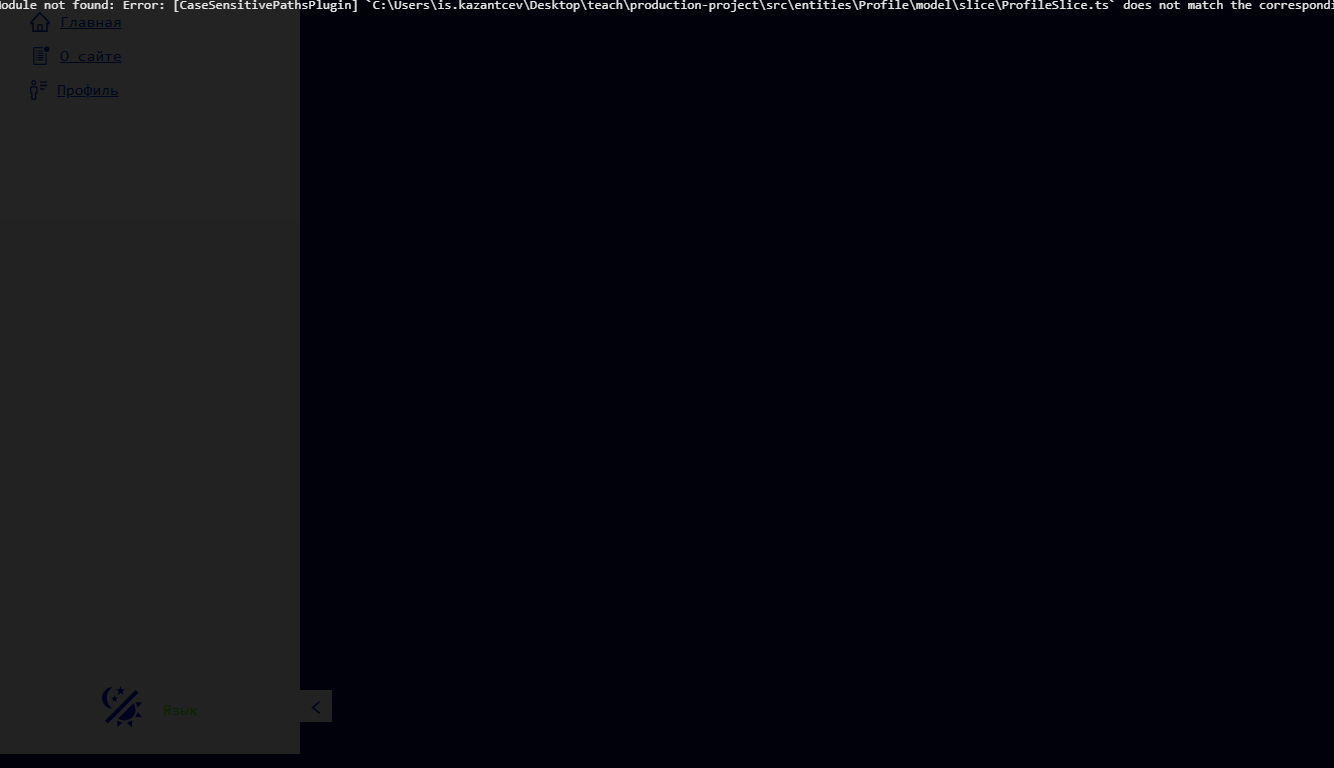 Module not found: Error: [CaseSensitivePathsPlugin] `C:\Users\is.kazantcev\Desktop\teach\production-project\src\entities\Profile\model\slice\ProfileSlice.ts` does not match the correspondi
Главная
О сайте
Профиль
Язык